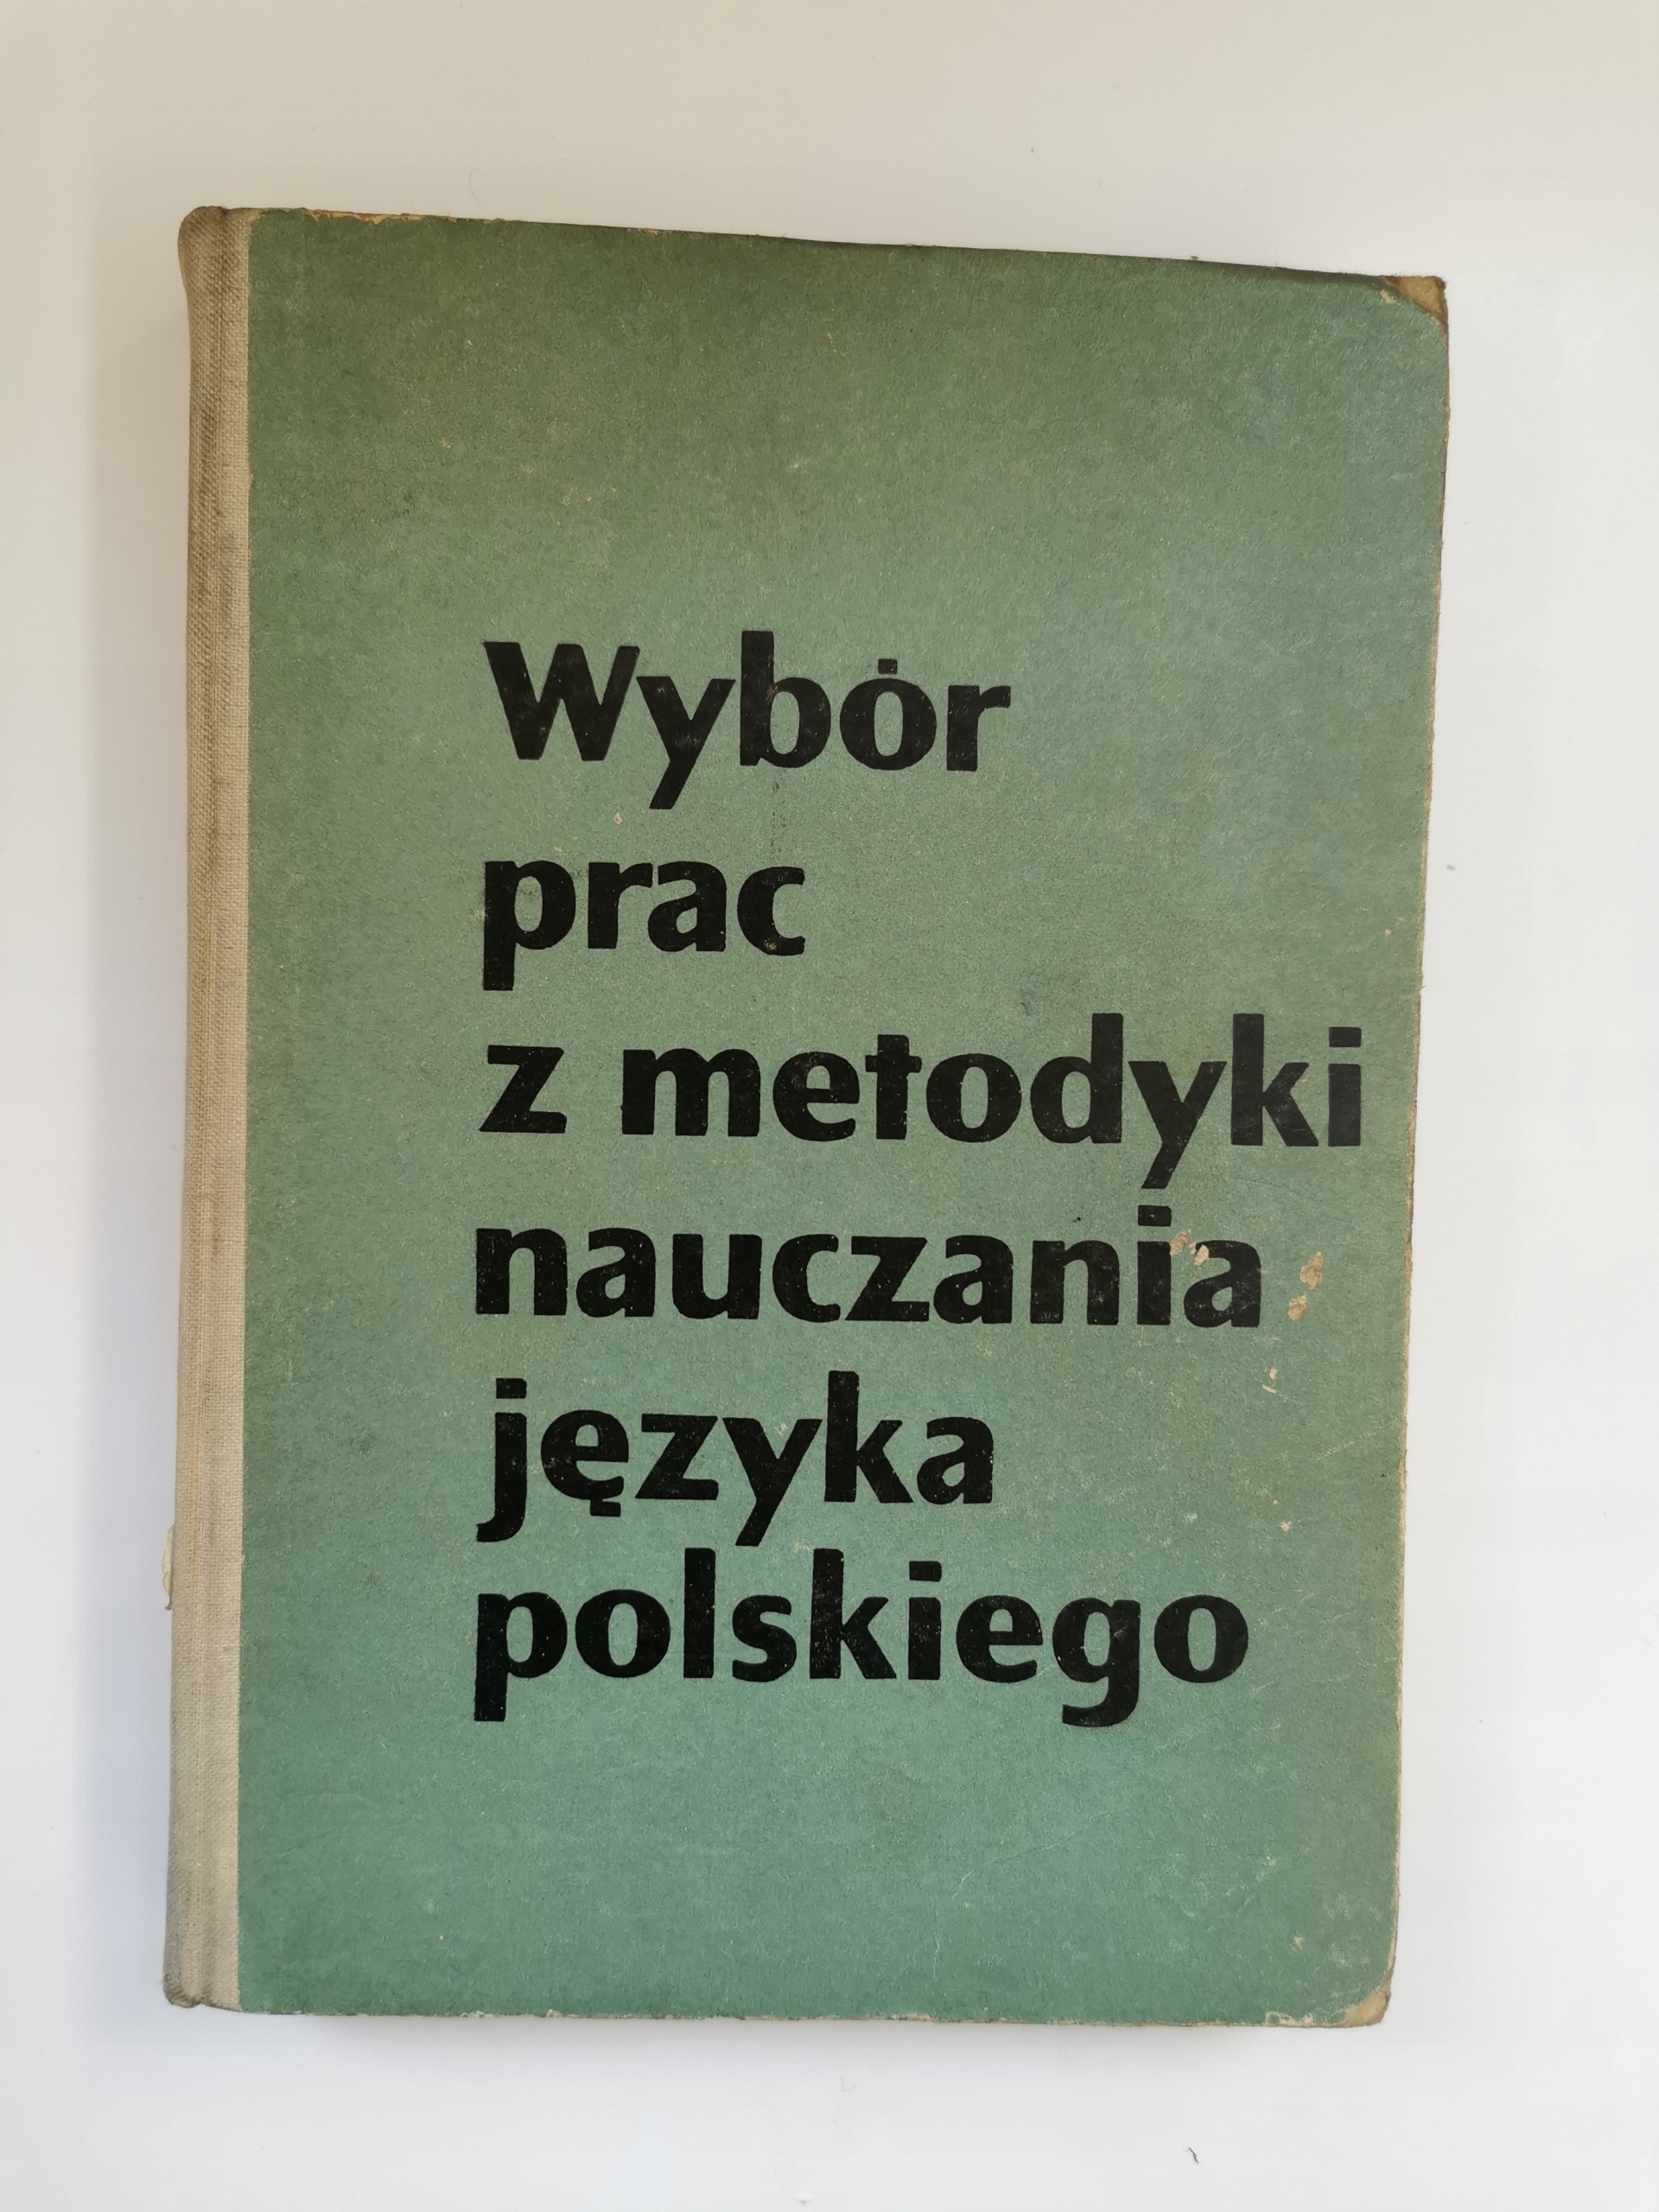 Wybór
prac
z metodyki
nauczania
języka
polskiego